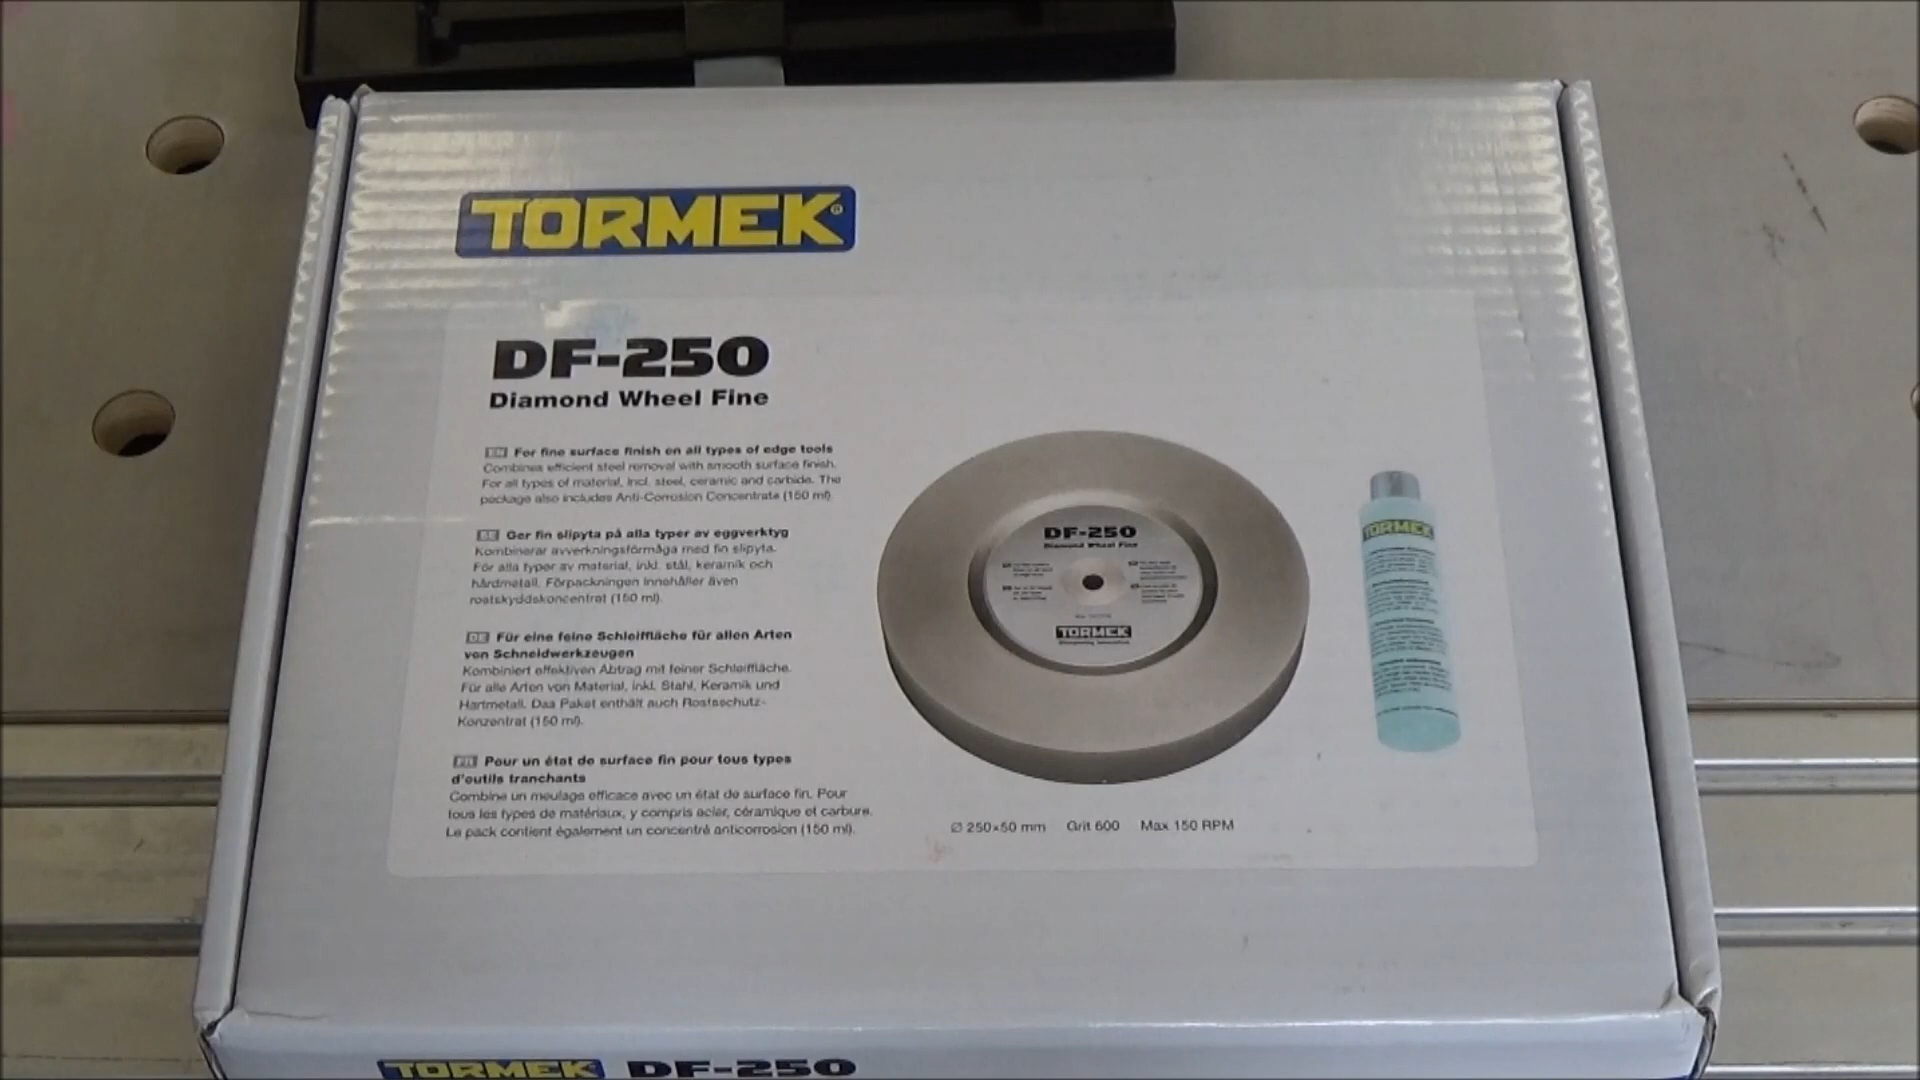 TORMEK®
DF-250
Diamond Wheel Fine
EN For fine surface finish on all types of edge tools
Combines efficient steel removal with smooth surface finish.
For all types of material, incl. steel, ceramic and carbide. The
package also includes Anti-Corrosion Concentrate (150 ml).
SE Ger fin slipyta på alla typer av eggverktyg
Kombinerar avverkningsförmåga med fin slipyta.
För alla typer av material, inkl. stål, keramik och
hårdmetall. Förpackningen innehåller även
rostskyddskoncentrat (150 ml).
DE Für eine feine Schleiffläche für allen Arten
von Schneidwerkzeugen
Kombiniert effektiven Abtrag mit feiner Schleiffläche.
Für alle Arten von Material, inkl. Stahl, Keramik und
Hartmetall. Das Paket enthält auch Rostschutz-
Konzentrat (150 ml).
FR Pour un état de surface fin pour tous types
d'outils tranchants
Combine un meulage efficace avec un état de surface fin. Pour
tous les types de matériaux, y compris acier, céramique et carbure.
Le pack contient également un concentré anticorrosion (150 ml).
DF-250
Diamond Wheel Fine
TORMEK
TORMEK
Ø 250×50 mm Grit 600 Max 150 RPM
TORMEK DF-250